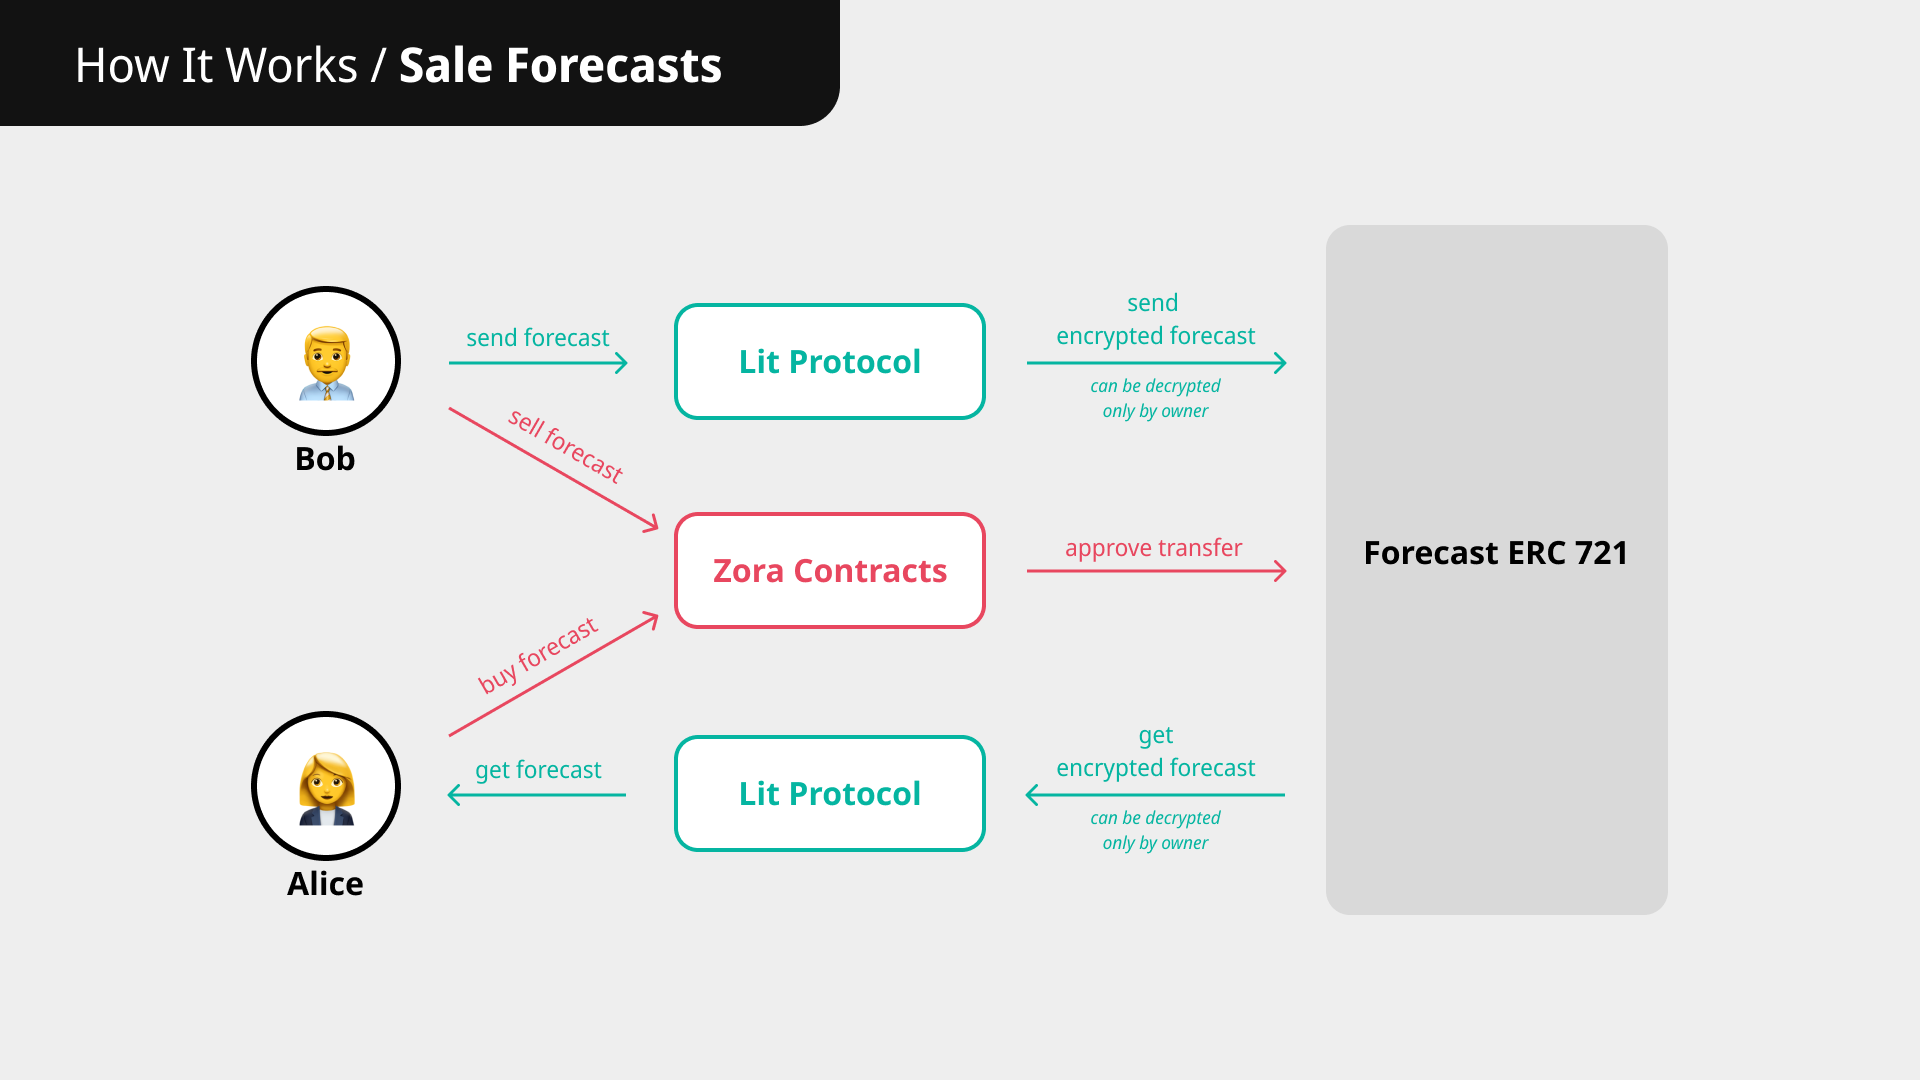 How It Works / Sale Forecasts
send forecast
Lit Protocol
send
encrypted forecast
can be decrypted
only by owner
Bob
sell forecast
Zora Contracts
approve transfer
Forecast ERC 721
buy forecast
get forecast
Lit Protocol
get
encrypted forecast
can be decrypted
only by owner
Alice